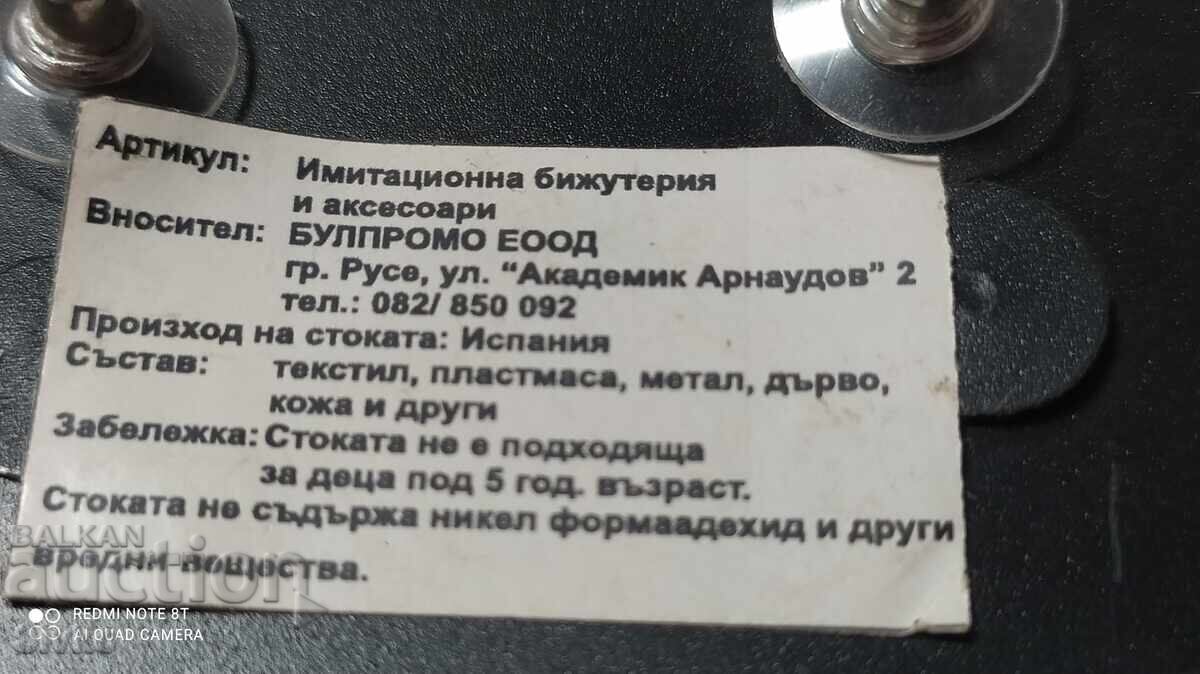 Артикул: Имитационна бижутерия
и аксесоари
Вносител: БУЛПРОМО ЕООД
гр. Русе, ул. “Академик Арнаудов” 2
тел.: 082/ 850 092
Произход на стоката: Испания
Състав: текстил, пластмаса, метал, дърво,
кожа и други
Забележка: Стоката не е подходяща
за деца под 5 год. възраст.
Стоката не съдържа никел формаадехид и други
вредни вещества.
BALKAN
auction
REDMI NOTE 8T
AI QUAD CAMERA